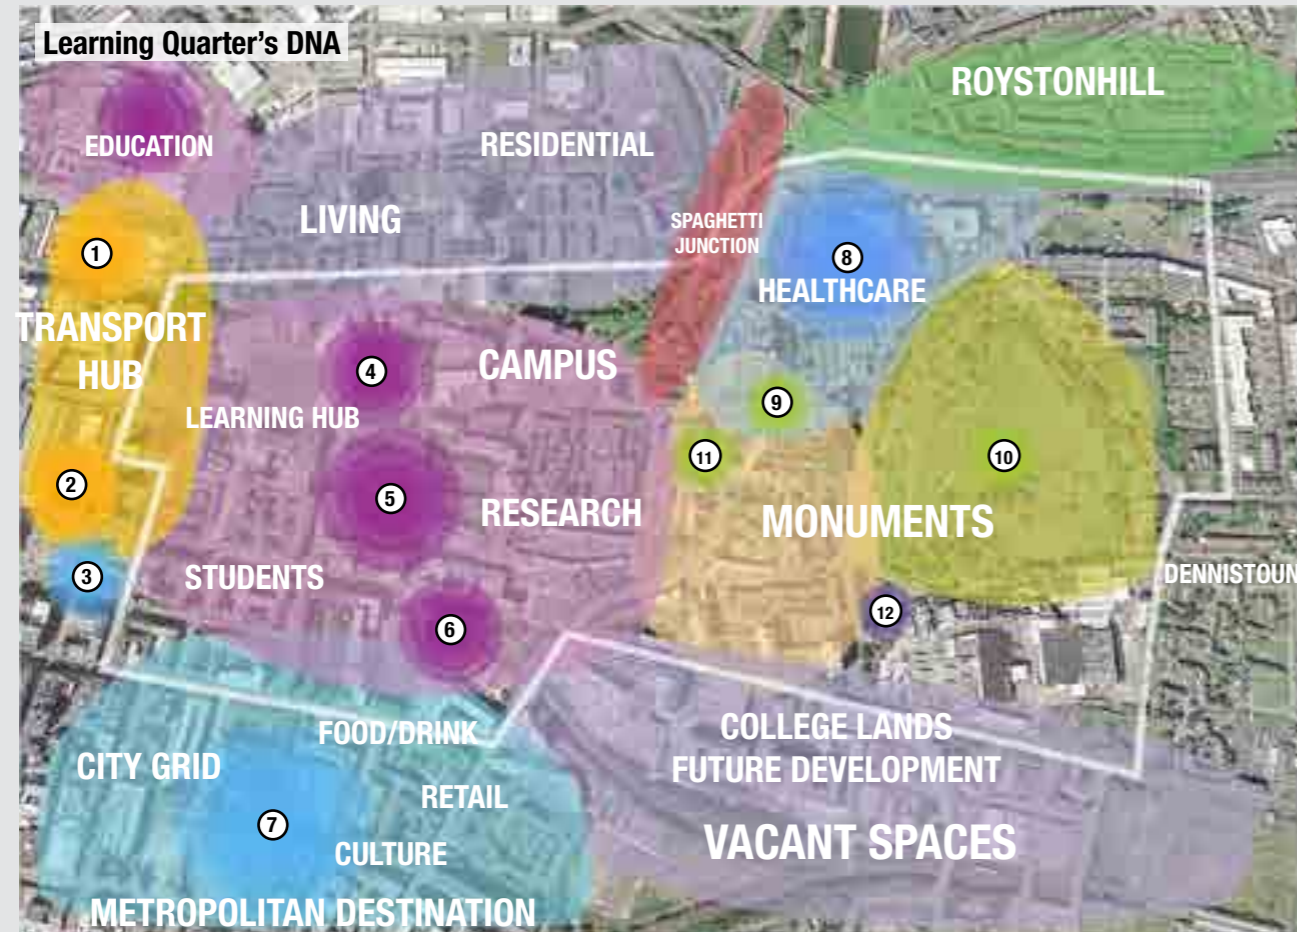 Learning Quarter's DNA
ROYSTONHILL
EDUCATION
RESIDENTIAL
LIVING
SPAGHETTI
JUNCTION
1
8
HEALTHCARE
TRANSPORT
HUB
4
CAMPUS
LEARNING HUB
9
11
10
2
5
RESEARCH
MONUMENTS
3
STUDENTS
DENNISTOUN
12
6
FOOD/DRINK
COLLEGE LANDS
FUTURE DEVELOPMENT
CITY GRID
RETAIL
7
CULTURE
VACANT SPACES
METROPOLITAN DESTINATION